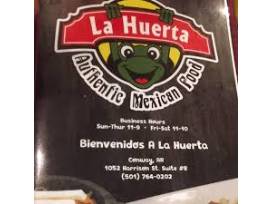 La Huerta
Authentic Mexican Food
Business Hours
Sun-Thur 11-9 • Fri-Sat 11-10
Bienvenidos A La Huerta
Conway, AR
1052 Harrison St. Suite #8
(501) 764-0202